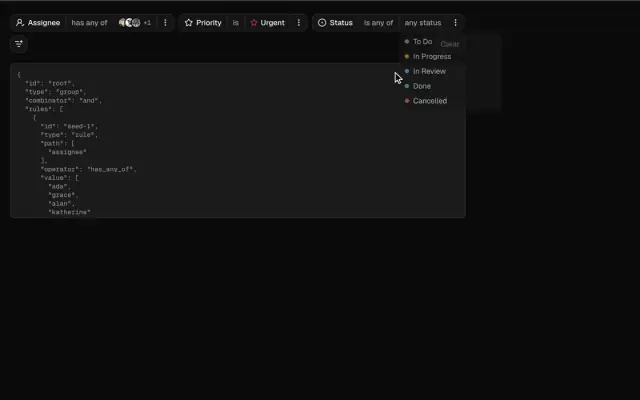 Assignee has any of +1 Priority is Urgent Status is any of any status
To Do Clear
In Progress
In Review
Done
Cancelled
{
"id": "root",
"type": "group",
"combinator": "and",
"rules": [
{
"id": "seed-1",
"type": "rule",
"path": [
"assignee"
],
"operator": "has_any_of",
"value": [
"ada",
"grace",
"alan",
"katherine"